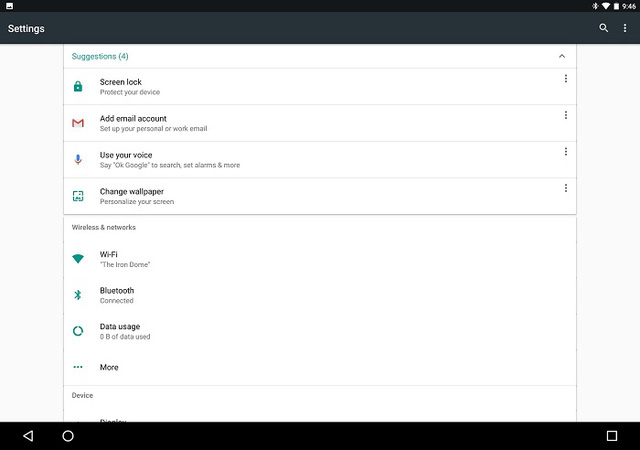 9:46
Settings
Suggestions (4)
Screen lock
Protect your device
Add email account
Set up your personal or work email
Use your voice
Say "Ok Google" to search, set alarms & more
Change wallpaper
Personalize your screen
Wireless & networks
Wi-Fi
"The Iron Dome"
Bluetooth
Connected
Data usage
0 B of data used
More
Device
Display